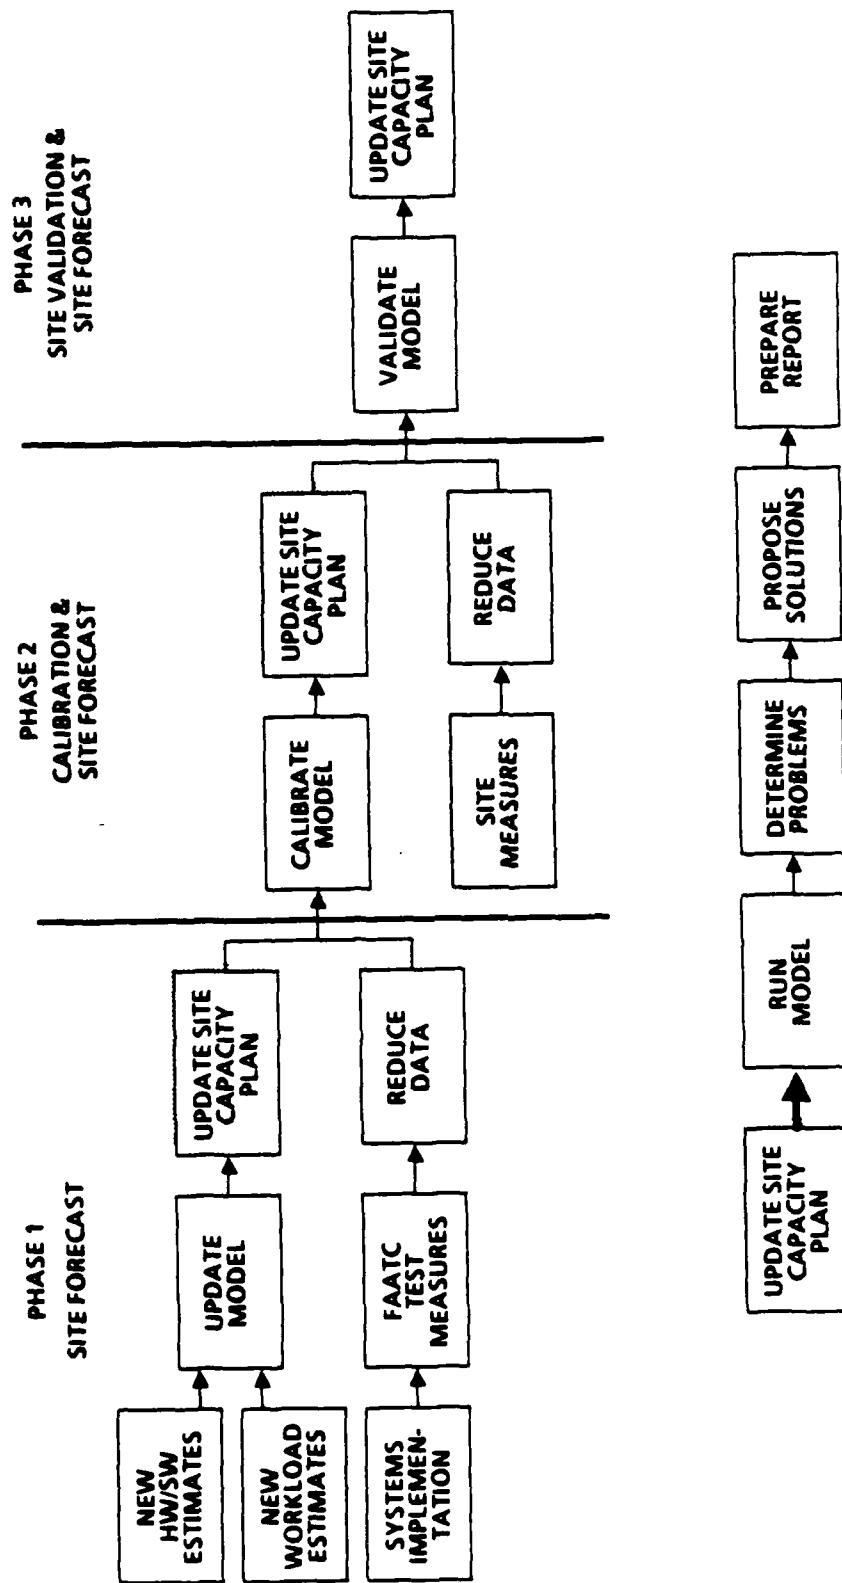 PHASE 1
SITE FORECAST
PHASE 2
CALIBRATION &
SITE FORECAST
PHASE 3
SITE VALIDATION &
SITE FORECAST
NEW
HW/SW
ESTIMATES
NEW
WORKLOAD
ESTIMATES
UPDATE
MODEL
UPDATE SITE
CAPACITY
PLAN
SYSTEMS
IMPLEMEN-
TATION
FAATC
TEST
MEASURES
REDUCE
DATA
CALIBRATE
MODEL
UPDATE SITE
CAPACITY
PLAN
SITE
MEASURES
REDUCE
DATA
VALIDATE
MODEL
UPDATE SITE
CAPACITY
PLAN
UPDATE SITE
CAPACITY
PLAN
RUN
MODEL
DETERMINE
PROBLEMS
PROPOSE
SOLUTIONS
PREPARE
REPORT